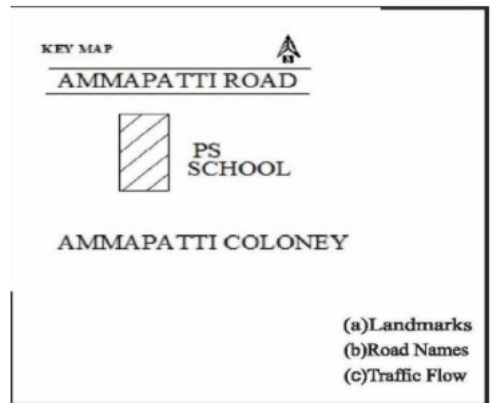 KEY MAP
N
AMMAPATTI ROAD
PS
SCHOOL
AMMAPATTI COLONEY
(a)Landmarks
(b)Road Names
(c)Traffic Flow